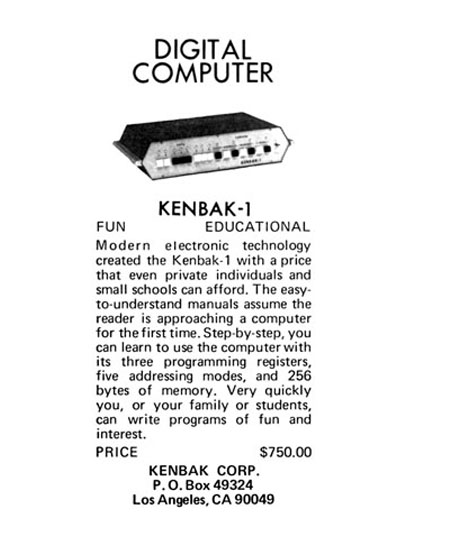 DIGITAL
COMPUTER
KENBAK-1
FUN EDUCATIONAL
Modern electronic technology
created the Kenbak-1 with a price
that even private individuals and
small schools can afford. The easy-
to-understand manuals assume the
reader is approaching a computer
for the first time. Step-by-step, you
can learn to use the computer with
its three programming registers,
five addressing modes, and 256
bytes of memory. Very quickly
you, or your family or students,
can write programs of fun and
interest.
PRICE $750.00
KENBAK CORP.
P.O. Box 49324
Los Angeles, CA 90049